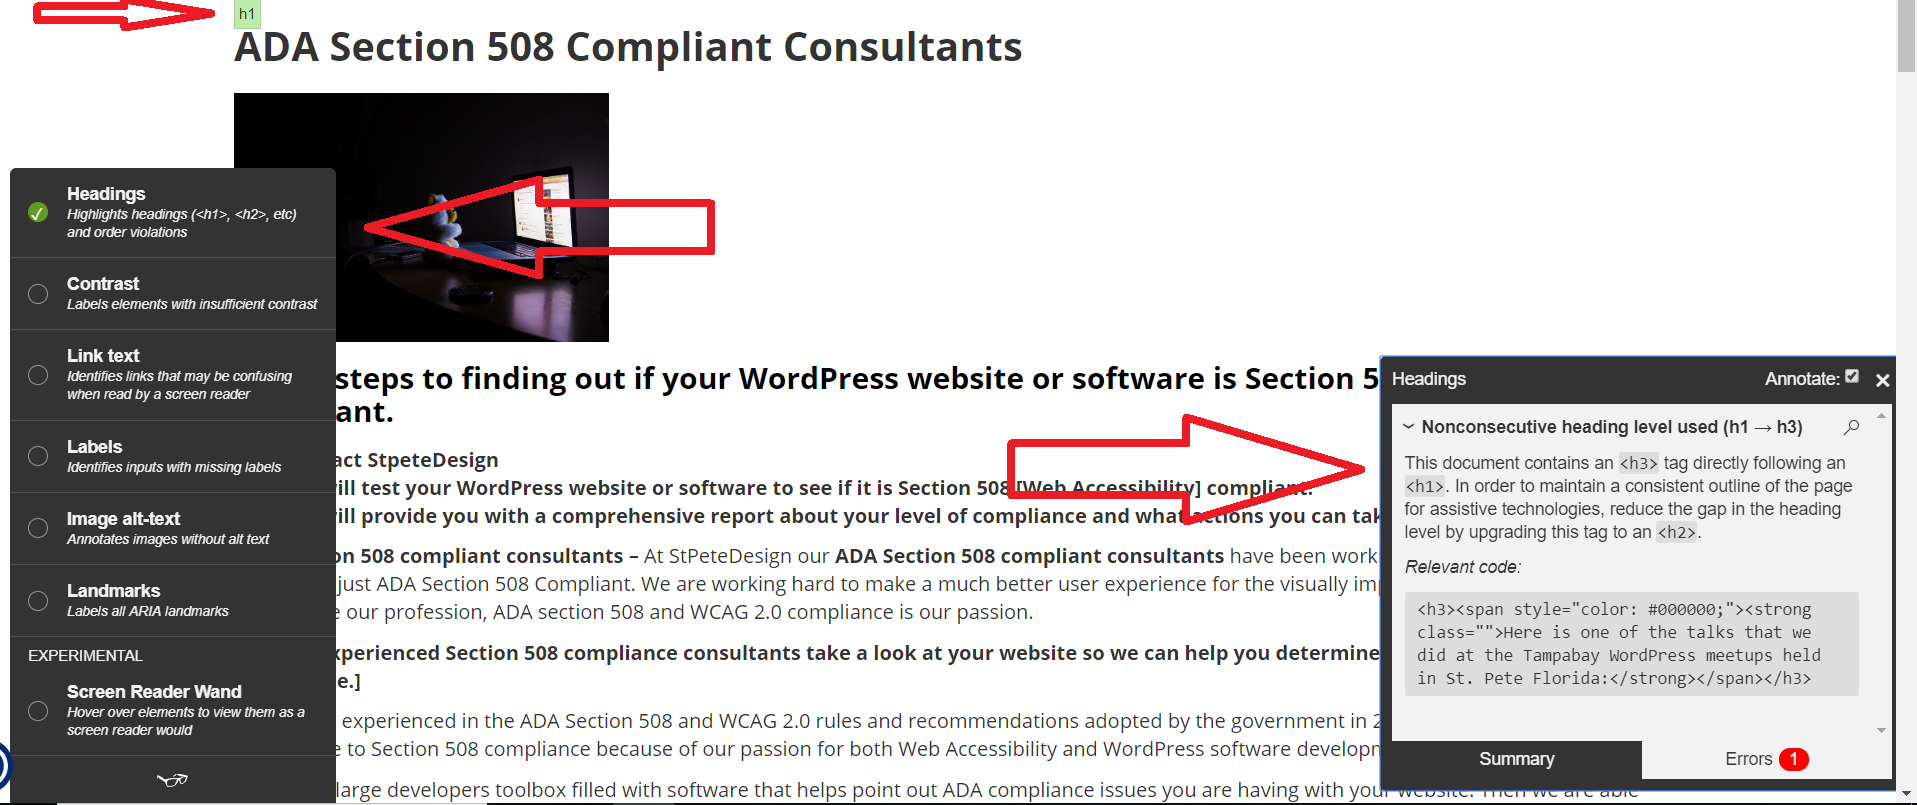 h1
ADA Section 508 Compliant Consultants
Headings
Highlights headings (<h1>, <h2>, etc)
and order violations
Contrast
Labels elements with insufficient contrast
Link text
Identifies links that may be confusing
when read by a screen reader
Labels
Identifies inputs with missing labels
Image alt-text
Annotates images without alt text
Landmarks
Labels all ARIA landmarks
EXPERIMENTAL
Screen Reader Wand
Hover over elements to view them as a
screen reader would
steps to finding out if your WordPress website or software is Section 5
ant.
act StpeteDesign
ill test your WordPress website or software to see if it is Section 508 [Web Accessibility] compliant.
ill provide you with a comprehensive report about your level of compliance and what actions you can tak
on 508 compliant consultants – At StPeteDesign our ADA Section 508 compliant consultants have been work
just ADA Section 508 Compliant. We are working hard to make a much better user experience for the visually imp
e our profession, ADA section 508 and WCAG 2.0 compliance is our passion.
xperienced Section 508 compliance consultants take a look at your website so we can help you determine
e.]
experienced in the ADA Section 508 and WCAG 2.0 rules and recommendations adopted by the government in 2
e to Section 508 compliance because of our passion for both Web Accessibility and WordPress software developm
large developers toolbox filled with software that helps point out ADA compliance issues you are having with your website. Then we are able
Headings
Annotate:
Nonconsecutive heading level used (h1 → h3)
This document contains an <h3> tag directly following an
<h1>. In order to maintain a consistent outline of the page
for assistive technologies, reduce the gap in the heading
level by upgrading this tag to an <h2>.
Relevant code:
<h3><span style="color: #000000;"><strong
class="">Here is one of the talks that we
did at the Tampabay WordPress meetups held
in St. Pete Florida:</strong></span></h3>
Summary
Errors 1